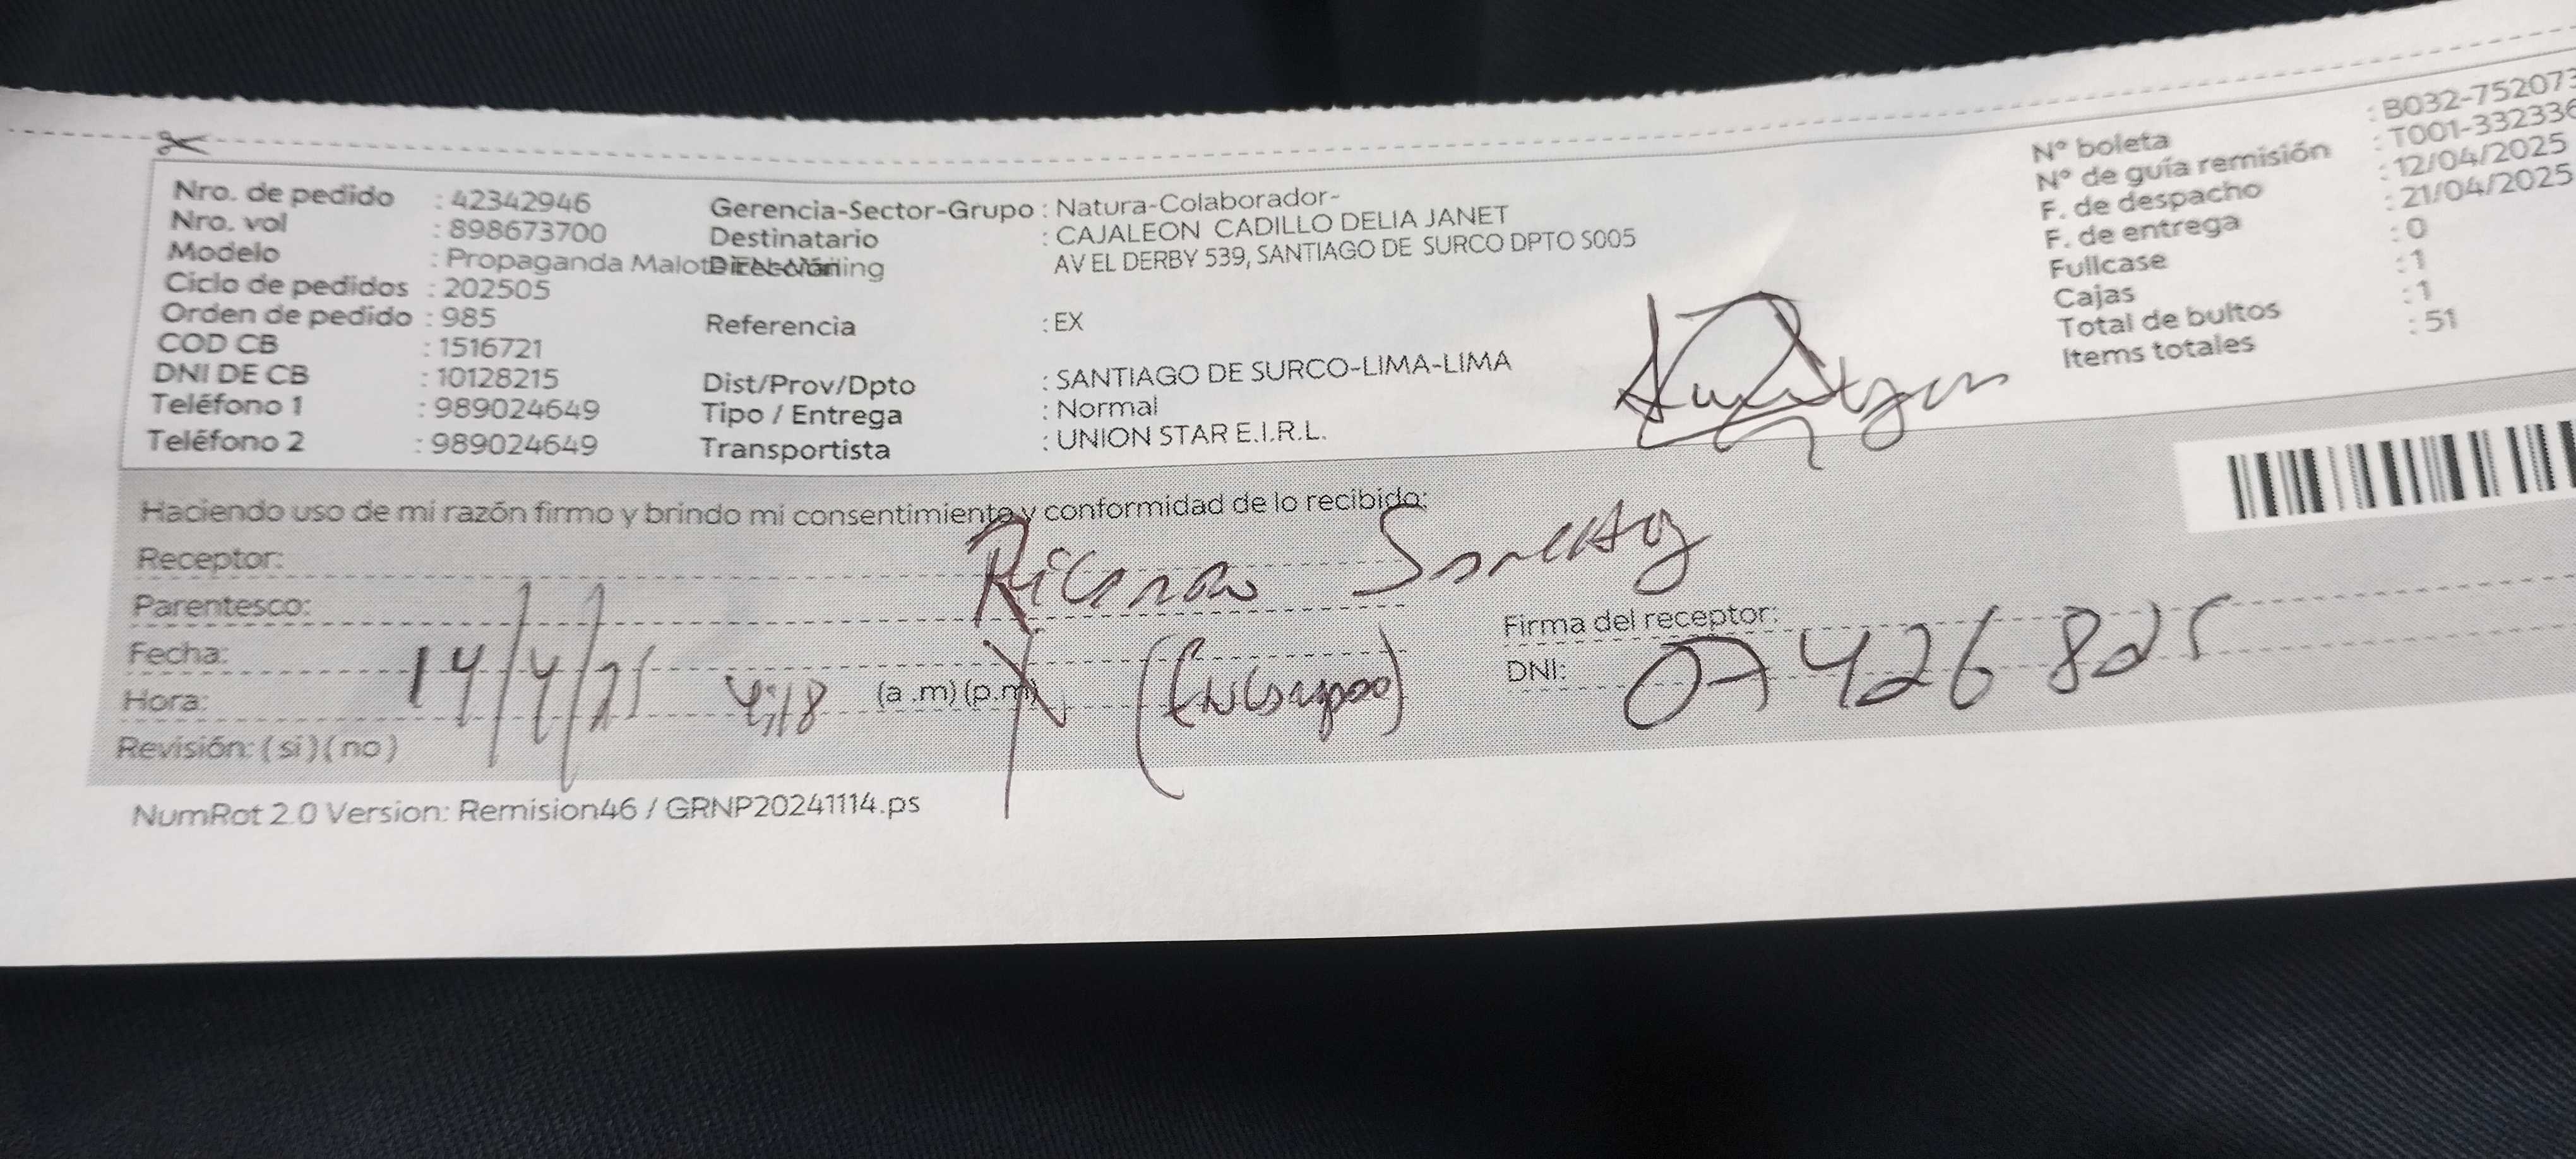 Nro. de pedido : 42342946
Nro. vol : 898673700
Modelo : Propaganda
Ciclo de pedidos : 202505
Orden de pedido : 985
COD CB : 1516721
DNI DE CB : 10128215
Teléfono 1 : 989024649
Teléfono 2 : 989024649
Gerencia-Sector-Grupo : Natura-Colaborador-
Destinatario : CAJALEON CADILLO DELIA JANET
Dirección AV EL DERBY 539, SANTIAGO DE SURCO DPTO S005
Referencia : EX
Dist/Prov/Dpto : SANTIAGO DE SURCO-LIMA-LIMA
Tipo / Entrega : Normal
Transportista : UNION STAR E.I.R.L.
N° boleta : B032-752073
N° de guía remisión : T001-332336
F. de despacho : 12/04/2025
F. de entrega : 21/04/2025
Fullcase : 0
Cajas : 1
Total de bultos : 1
Items totales : 51
Haciendo uso de mi razón firmo y brindo mi consentimiento y conformidad de lo recibido:
Receptor:
Parentesco:
Fecha: 14/4/25
Hora: 4:18 (a .m) (p.m)
Revisión: ( si ) ( no )
Ricardo
(Encargado)
Firma del receptor:
DNI: 07426825
NumRot 2.0 Version: Remision46 / GRNP20241114.ps